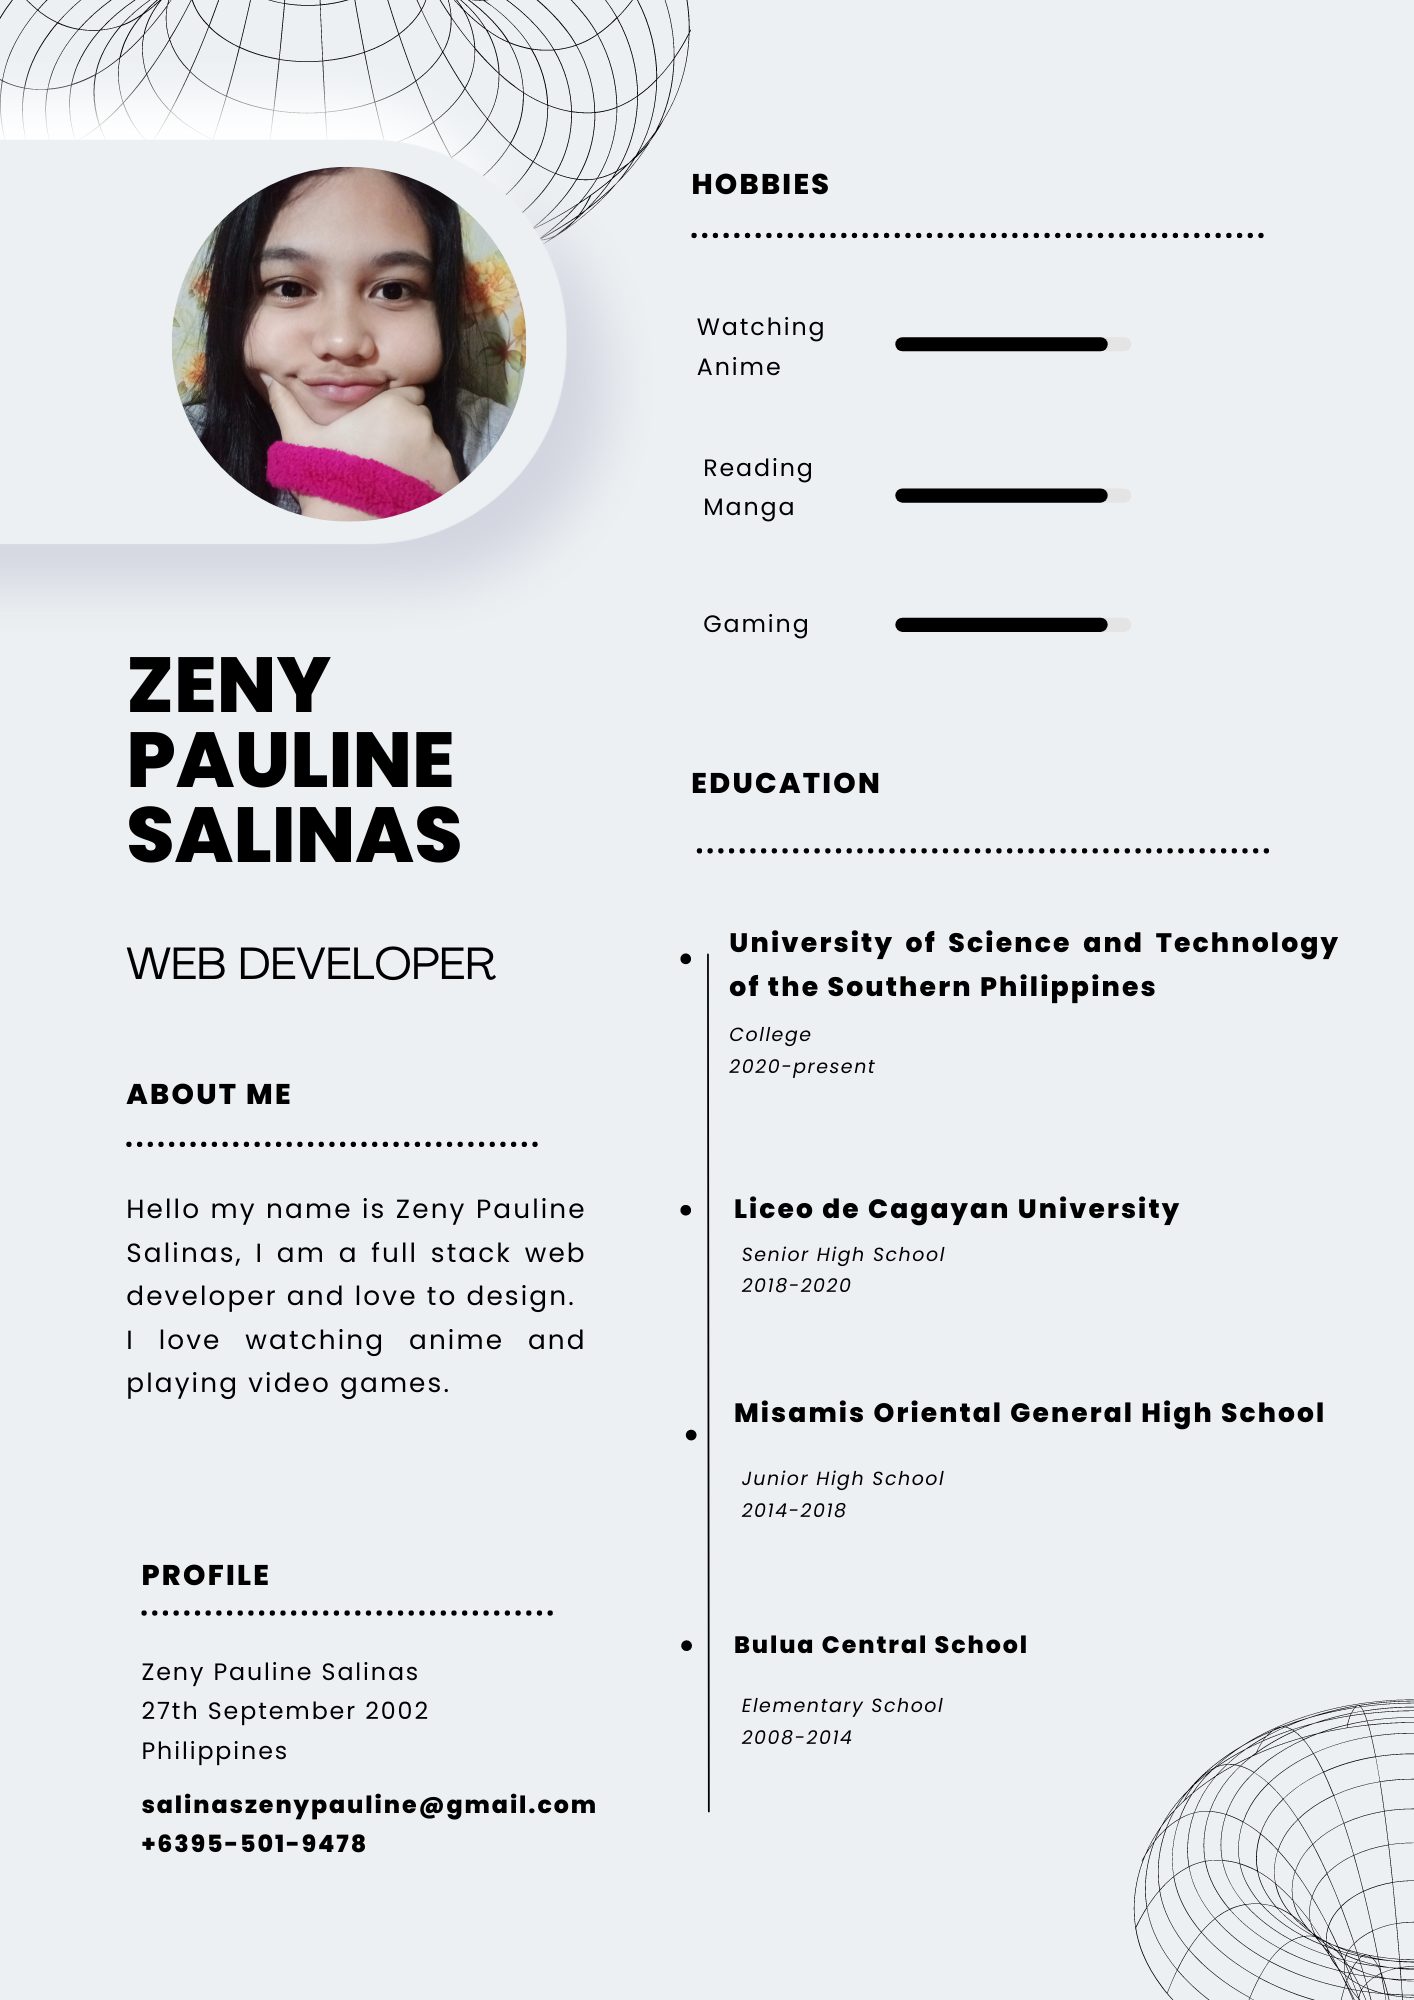 ZENY
PAULINE
SALINAS
WEB DEVELOPER
ABOUT ME
Hello my name is Zeny Pauline
Salinas, I am a full stack web
developer and love to design.
I love watching anime and
playing video games.
PROFILE
Zeny Pauline Salinas
27th September 2002
Philippines
salinaszenypauline@gmail.com
+6395-501-9478
HOBBIES
Watching
Anime
Reading
Manga
Gaming
EDUCATION
University of Science and Technology
of the Southern Philippines
College
2020-present
Liceo de Cagayan University
Senior High School
2018-2020
Misamis Oriental General High School
Junior High School
2014-2018
Bulua Central School
Elementary School
2008-2014